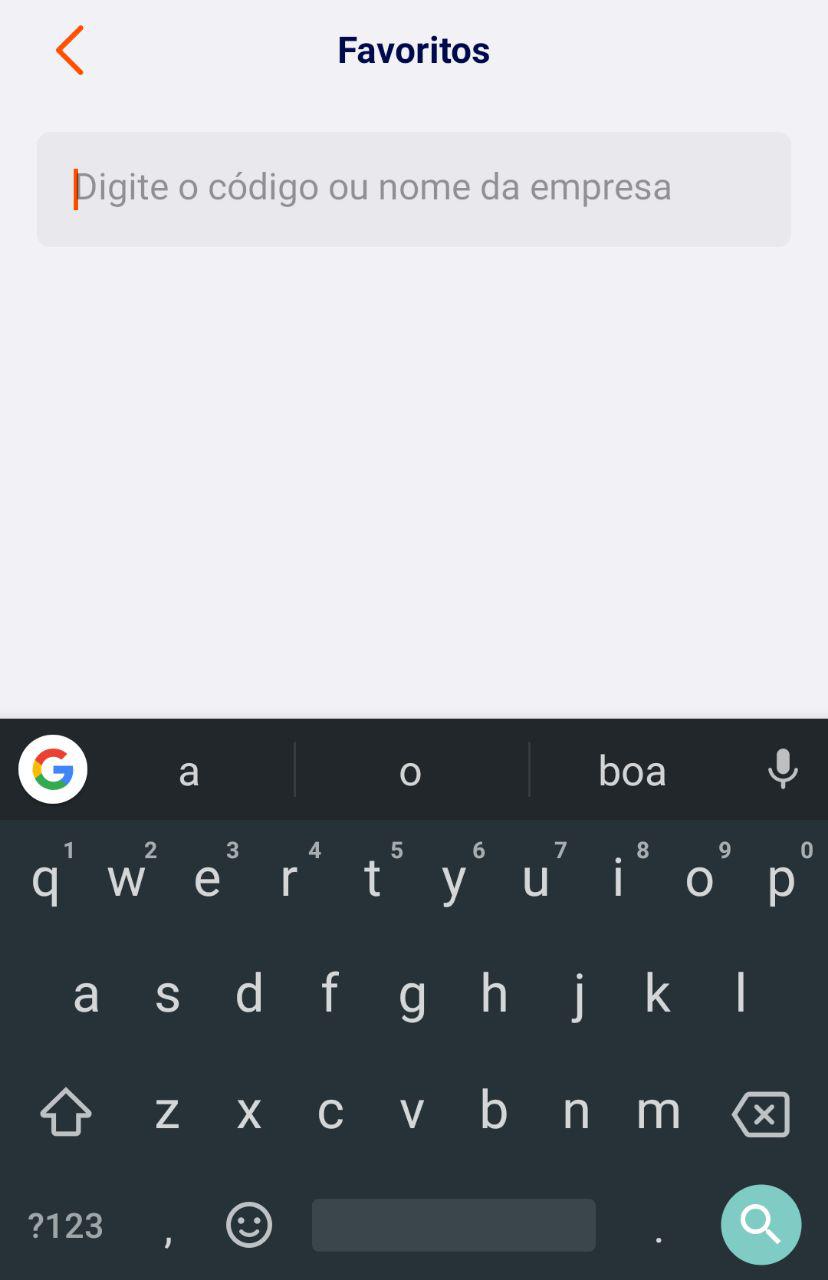 Favoritos
Digite o código ou nome da empresa
a o boa
1 2 3 4 5 6 7 8 9 0
q w e r t y u i o p
a s d f g h j k l
z x c v b n m
?123 , .